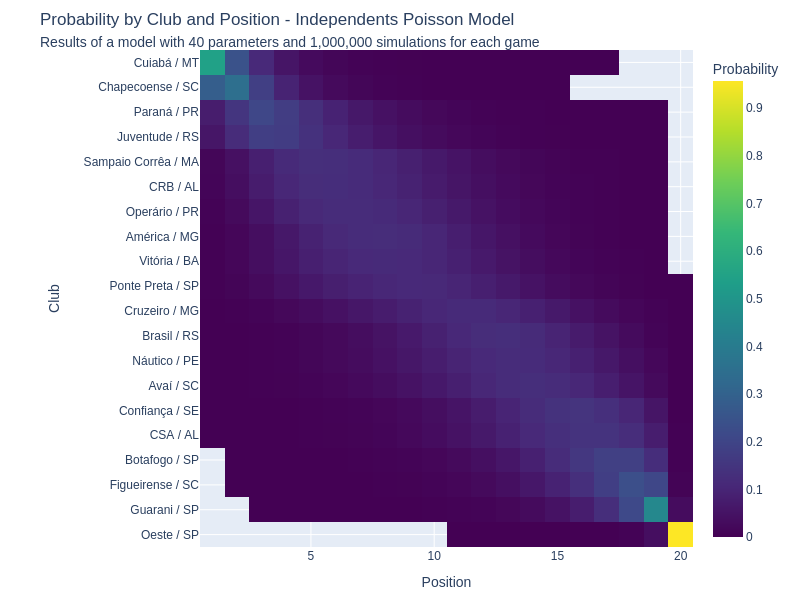 Probability by Club and Position - Independents Poisson Model
Results of a model with 40 parameters and 1,000,000 simulations for each game
Probability
Club
Cuiabá / MT
Chapecoense / SC
Paraná / PR
Juventude / RS
Sampaio Corrêa / MA
CRB / AL
Operário / PR
América / MG
Vitória / BA
Ponte Preta / SP
Cruzeiro / MG
Brasil / RS
Náutico / PE
Avaí / SC
Confiança / SE
CSA / AL
Botafogo / SP
Figueirense / SC
Guarani / SP
Oeste / SP
0.9
0.8
0.7
0.6
0.5
0.4
0.3
0.2
0.1
0
5 10 15 20
Position